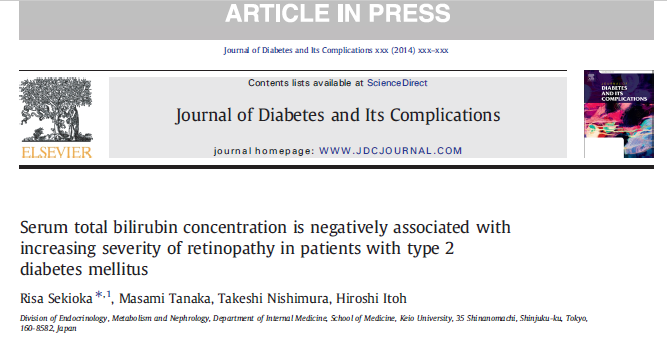 ARTICLE IN PRESS
Journal of Diabetes and Its Complications xxx (2014) xxx–xxx
Contents lists available at ScienceDirect
Journal of Diabetes and Its Complications
journal homepage: WWW.JDCJOURNAL.COM
ELSEVIER
DIABETES
AND ITS
COMPLICATIONS
Serum total bilirubin concentration is negatively associated with
increasing severity of retinopathy in patients with type 2
diabetes mellitus
Risa Sekioka *,1, Masami Tanaka, Takeshi Nishimura, Hiroshi Itoh
Division of Endocrinology, Metabolism and Nephrology, Department of Internal Medicine, School of Medicine, Keio University, 35 Shinanomachi, Shinjuku-ku, Tokyo,
160-8582, Japan